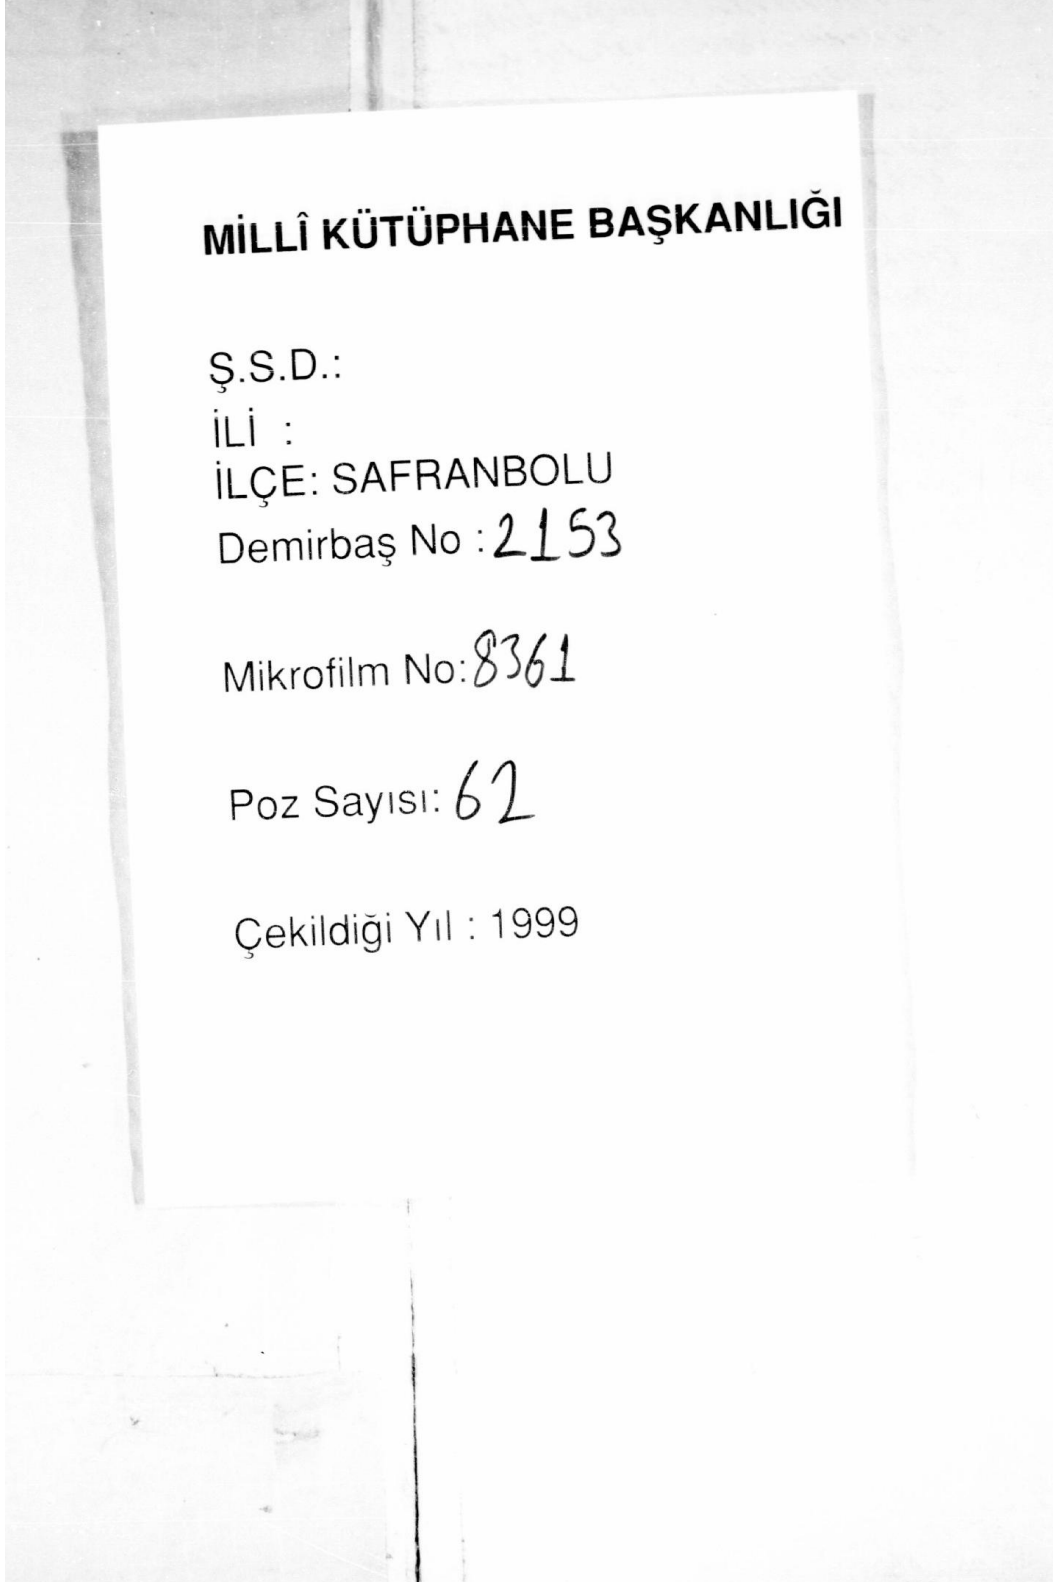 MİLLÎ KÜTÜPHANE BAŞKANLIĞI
Ş.S.D.:
İLİ :
İLÇE: SAFRANBOLU
Demirbaş No : 2153
Mikrofilm No: 8361
Poz Sayısı: 62
Çekildiği Yıl : 1999